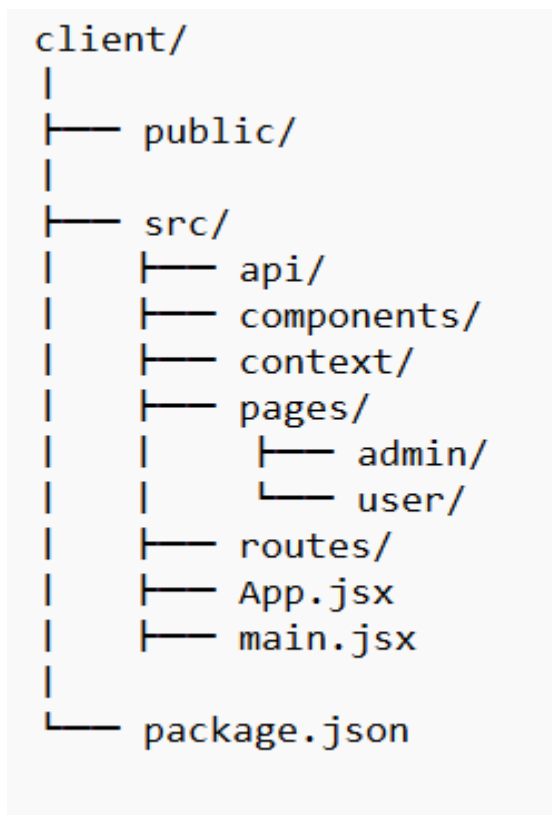 client/
|
├── public/
|
├── src/
|   ├── api/
|   ├── components/
|   ├── context/
|   ├── pages/
|   |   ├── admin/
|   |   └── user/
|   ├── routes/
|   ├── App.jsx
|   ├── main.jsx
|
└── package.json